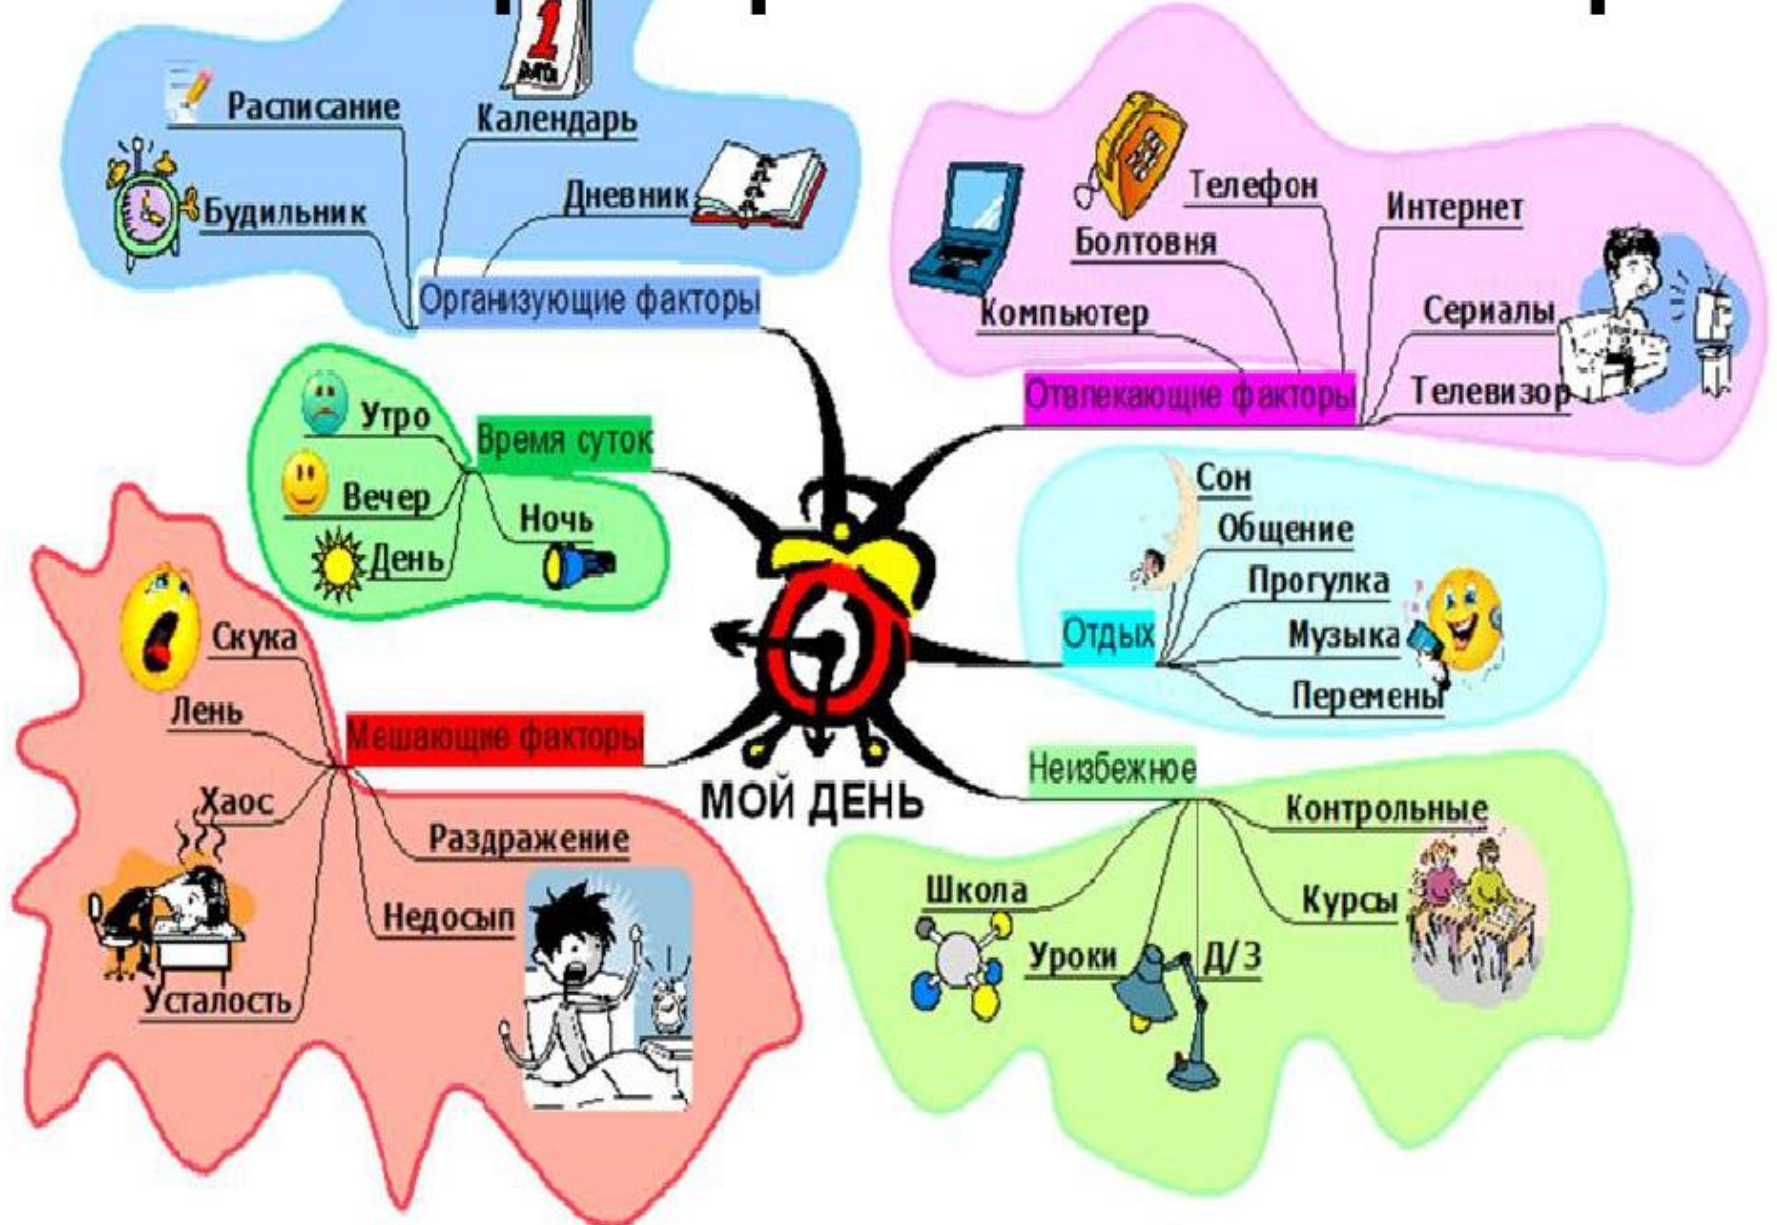 1
Расписание
Календарь
Будильник
Дневник
Организующие факторы
Телефон
Интернет
Болтовня
Компьютер
Сериалы
Телевизор
Отвлекающие факторы
Утро
Время суток
Вечер
Ночь
День
Сон
Общение
Прогулка
Музыка
Отдых
Перемены
Скука
Лень
Мешающие факторы
Хаос
Раздражение
Недосып
Усталость
МОЙ ДЕНЬ
Неизбежное
Контрольные
Школа
Курсы
Уроки
Д/З